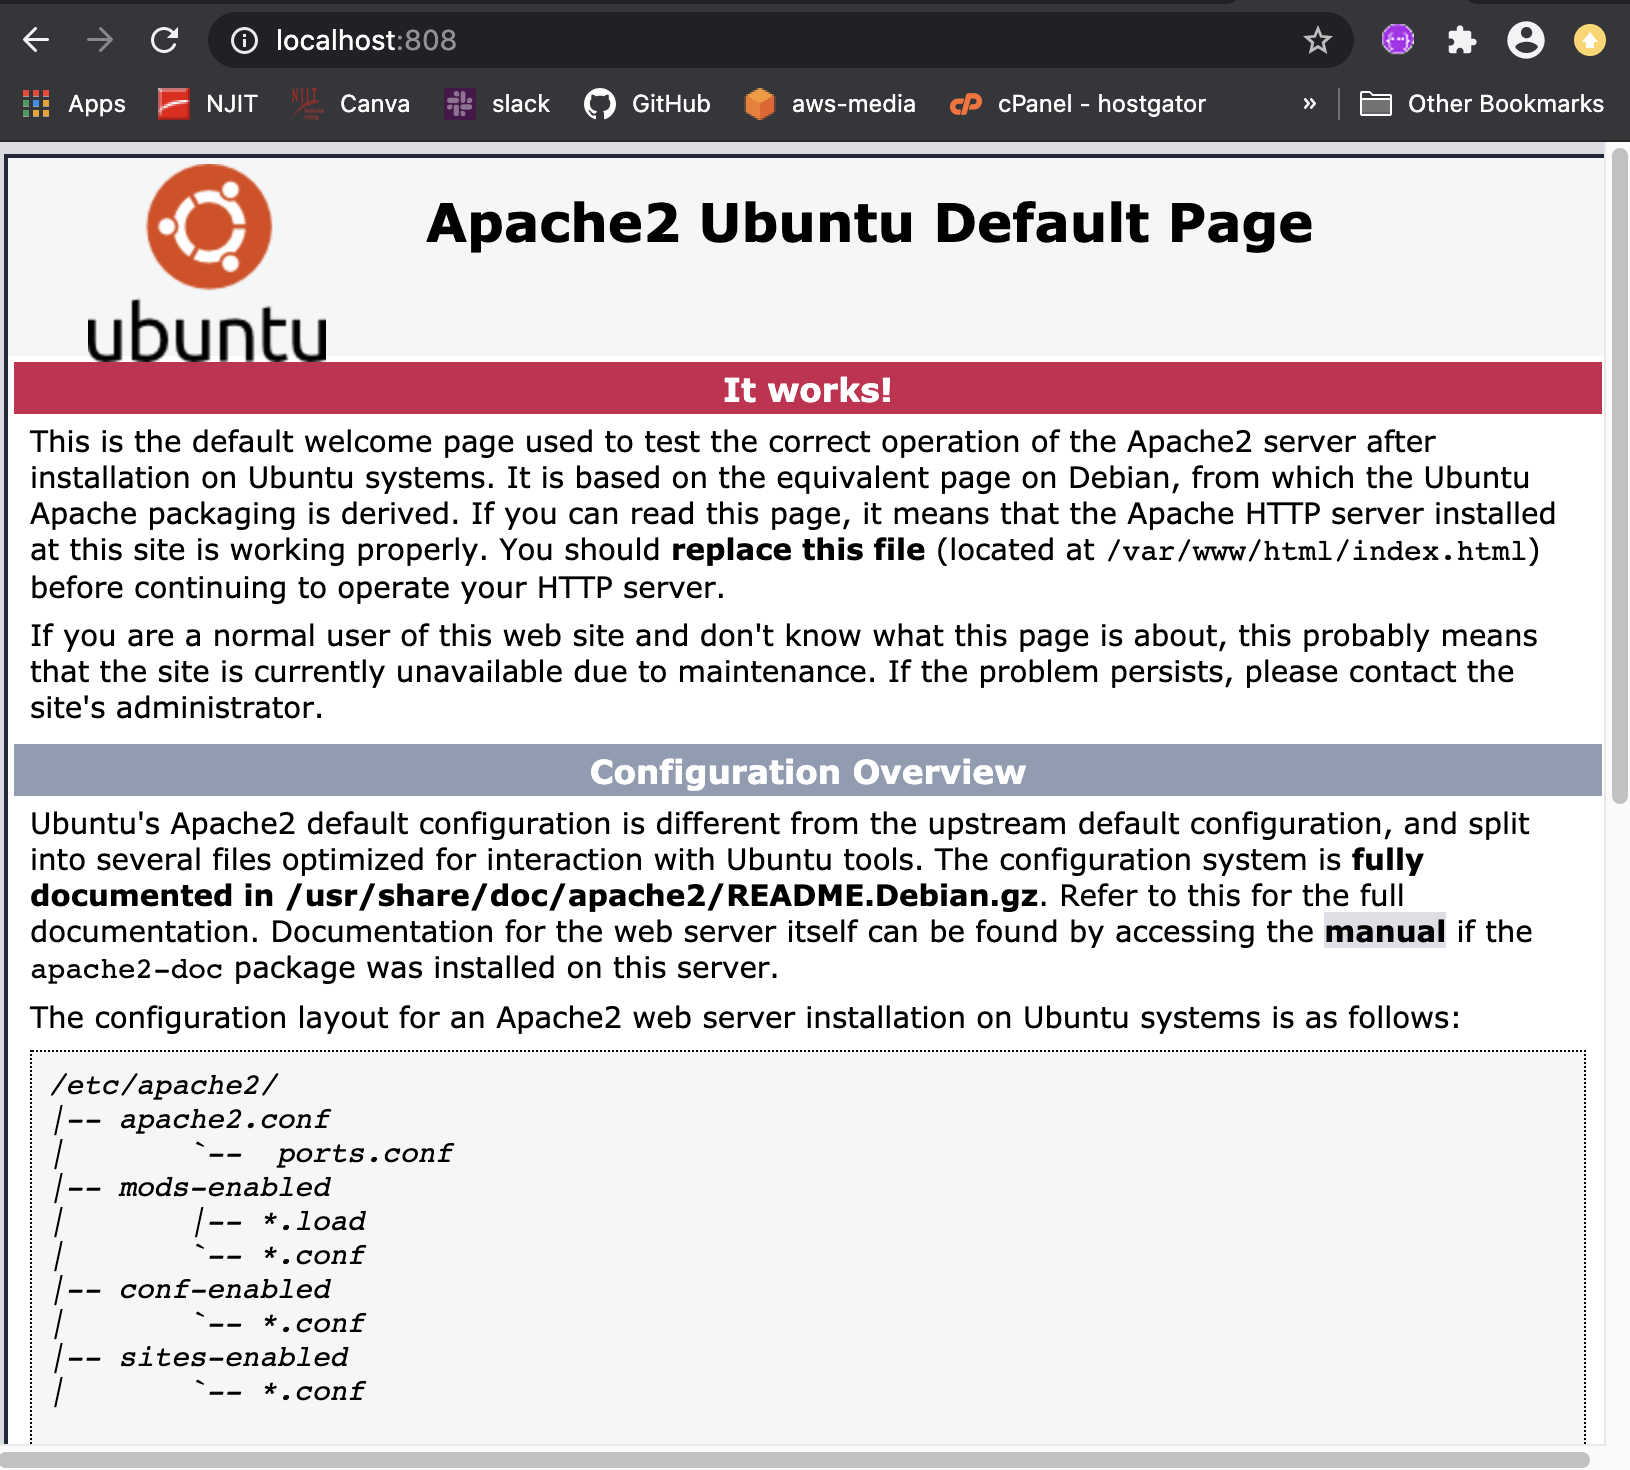 localhost:808
Apps NJIT Canva slack GitHub aws-media cPanel - hostgator » Other Bookmarks
ubuntu
Apache2 Ubuntu Default Page
It works!
This is the default welcome page used to test the correct operation of the Apache2 server after
installation on Ubuntu systems. It is based on the equivalent page on Debian, from which the Ubuntu
Apache packaging is derived. If you can read this page, it means that the Apache HTTP server installed
at this site is working properly. You should replace this file (located at /var/www/html/index.html)
before continuing to operate your HTTP server.
If you are a normal user of this web site and don't know what this page is about, this probably means
that the site is currently unavailable due to maintenance. If the problem persists, please contact the
site's administrator.
Configuration Overview
Ubuntu's Apache2 default configuration is different from the upstream default configuration, and split
into several files optimized for interaction with Ubuntu tools. The configuration system is fully
documented in /usr/share/doc/apache2/README.Debian.gz. Refer to this for the full
documentation. Documentation for the web server itself can be found by accessing the manual if the
apache2-doc package was installed on this server.
The configuration layout for an Apache2 web server installation on Ubuntu systems is as follows:
/etc/apache2/
|-- apache2.conf
|       `--  ports.conf
|-- mods-enabled
|       |-- *.load
|       `-- *.conf
|-- conf-enabled
|       `-- *.conf
|-- sites-enabled
|       `-- *.conf